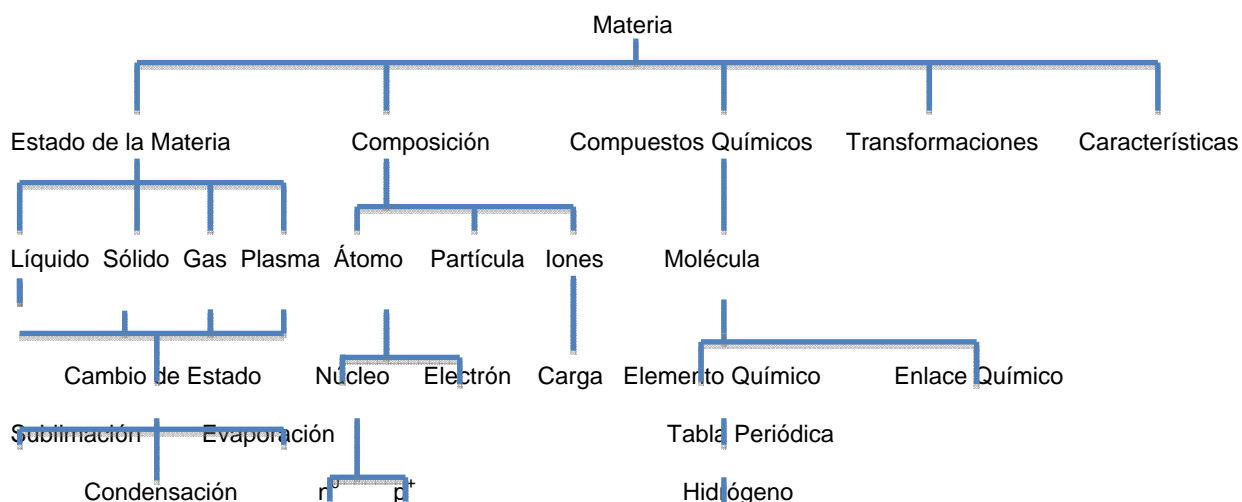 Materia
Estado de la Materia Composición Compuestos Químicos Transformaciones Características
Líquido Sólido Gas Plasma Átomo Partícula Iones Molécula
Cambio de Estado Núcleo Electrón Carga Elemento Químico Enlace Químico
Sublimación Evaporación Tabla Periódica
Condensación n⁰ p⁺ Hidrógeno